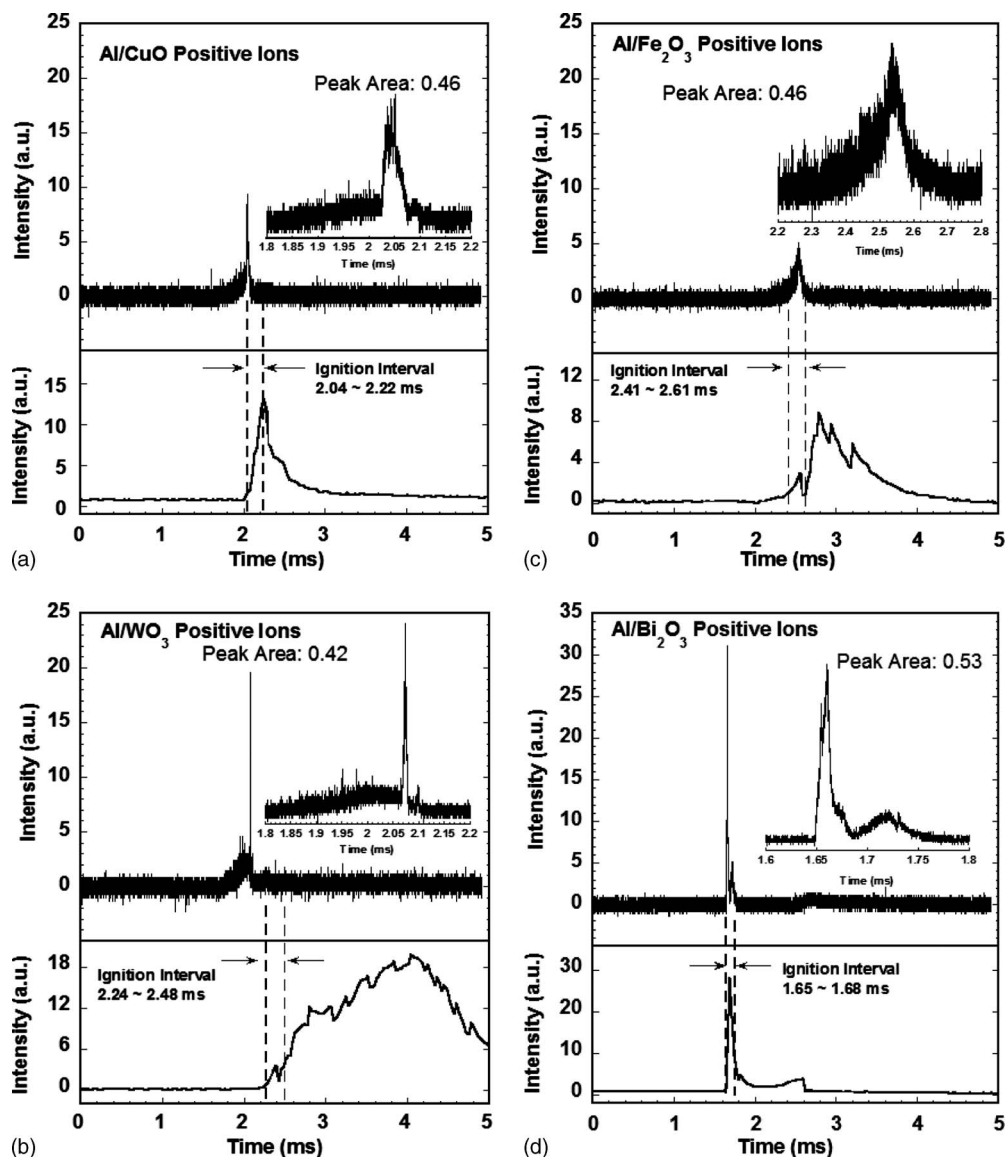 Al/CuO Positive Ions
Peak Area: 0.46
Intensity (a.u.)
25
20
15
10
5
0
1.8 1.85 1.9 1.95 2 2.05 2.1 2.15 2.2
Time (ms)
Ignition Interval
2.04 ~ 2.22 ms
Intensity (a.u.)
15
10
5
0
0 1 2 3 4 5
Time (ms)
(a)
Al/Fe2O3 Positive Ions
Peak Area: 0.46
Intensity (a.u.)
25
20
15
10
5
0
2.2 2.3 2.4 2.5 2.6 2.7 2.8
Time (ms)
Ignition Interval
2.41 ~ 2.61 ms
Intensity (a.u.)
12
8
4
0
0 1 2 3 4 5
Time (ms)
(c)
Al/WO3 Positive Ions
Peak Area: 0.42
Intensity (a.u.)
25
20
15
10
5
0
1.8 1.85 1.9 1.95 2 2.05 2.1 2.15 2.2
Time (ms)
Ignition Interval
2.24 ~ 2.48 ms
Intensity (a.u.)
18
12
6
0
0 1 2 3 4 5
Time (ms)
(b)
Al/Bi2O3 Positive Ions
Peak Area: 0.53
Intensity (a.u.)
35
30
25
20
15
10
5
0
1.6 1.65 1.7 1.75 1.8
Time (ms)
Ignition Interval
1.65 ~ 1.68 ms
Intensity (a.u.)
30
20
10
0
0 1 2 3 4 5
Time (ms)
(d)